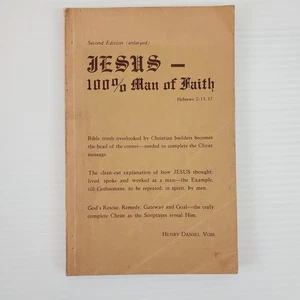 Second Edition (enlarged)
JESUS —
100% Man of Faith
Hebrews 2:13, 17
Bible truth overlooked by Christian builders becomes
the head of the corner—needed to complete the Christ
message.
The clean-cut explanation of how JESUS thought,
lived, spoke and worked as a man—the Example,
till Gethsemane, to be repeated, in spirit, by men.
God's Rescue, Remedy, Gateway and Goal—the truly
complete Christ as the Scriptures reveal Him.
HENRY DANIEL VOSS